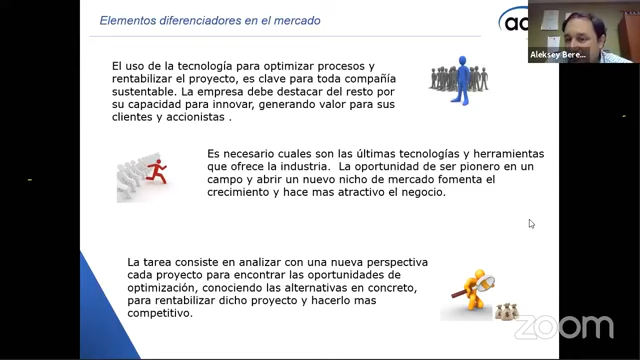 Elementos diferenciadores en el mercado
Aleksey Bere...
El uso de la tecnología para optimizar procesos y
rentabilizar el proyecto, es clave para toda compañía
sustentable. La empresa debe destacar del resto por
su capacidad para innovar, generando valor para sus
clientes y accionistas .
Es necesario cuales son las últimas tecnologías y herramientas
que ofrece la industria. La oportunidad de ser pionero en un
campo y abrir un nuevo nicho de mercado fomenta el
crecimiento y hace mas atractivo el negocio.
La tarea consiste en analizar con una nueva perspectiva
cada proyecto para encontrar las oportunidades de
optimización, conociendo las alternativas en concreto,
para rentabilizar dicho proyecto y hacerlo mas
competitivo.
zoom